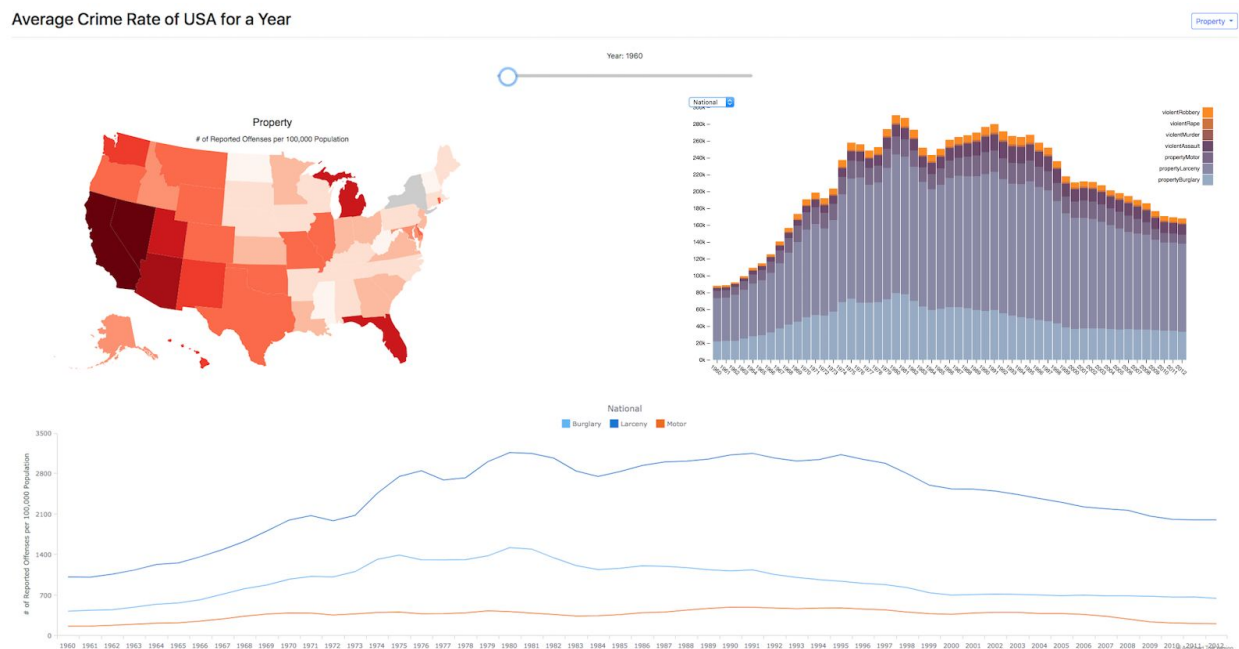 Average Crime Rate of USA for a Year
Property
Year: 1960
Property
# of Reported Offenses per 100,000 Population
National
280k
260k
240k
220k
200k
180k
160k
140k
120k
100k
80k
60k
40k
20k
0k
violentRobbery
violentRape
violentMurder
violentAssault
propertyMotor
propertyLarceny
propertyBurglary
National
Burglary Larceny Motor
# of Reported Offenses per 100,000 Population
3500
2800
2100
1400
700
0
1960 1961 1962 1963 1964 1965 1966 1967 1968 1969 1970 1971 1972 1973 1974 1975 1976 1977 1978 1979 1980 1981 1982 1983 1984 1985 1986 1987 1988 1989 1990 1991 1992 1993 1994 1995 1996 1997 1998 1999 2000 2001 2002 2003 2004 2005 2006 2007 2008 2009 2010 2011 2012